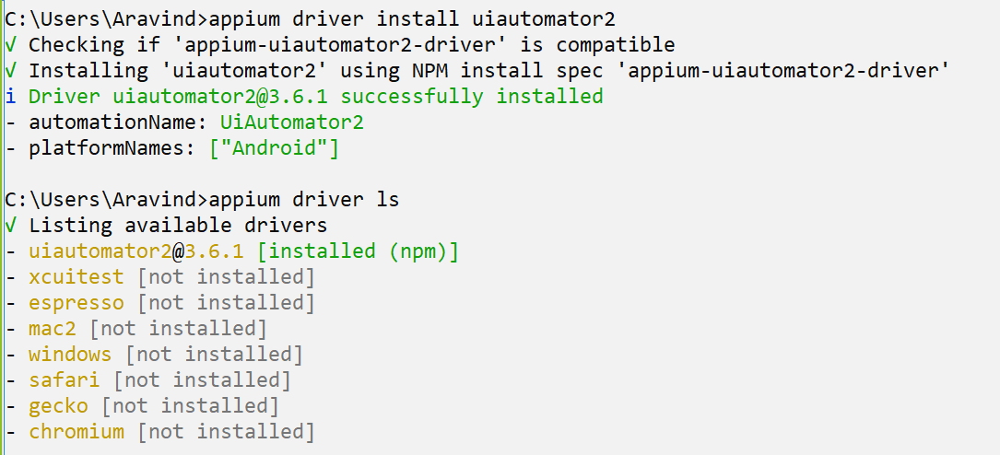 C:\Users\Aravind>appium driver install uiautomator2
√ Checking if 'appium-uiautomator2-driver' is compatible
√ Installing 'uiautomator2' using NPM install spec 'appium-uiautomator2-driver'
i Driver uiautomator2@3.6.1 successfully installed
- automationName: UiAutomator2
- platformNames: ["Android"]
C:\Users\Aravind>appium driver ls
√ Listing available drivers
- uiautomator2@3.6.1 [installed (npm)]
- xcuitest [not installed]
- espresso [not installed]
- mac2 [not installed]
- windows [not installed]
- safari [not installed]
- gecko [not installed]
- chromium [not installed]